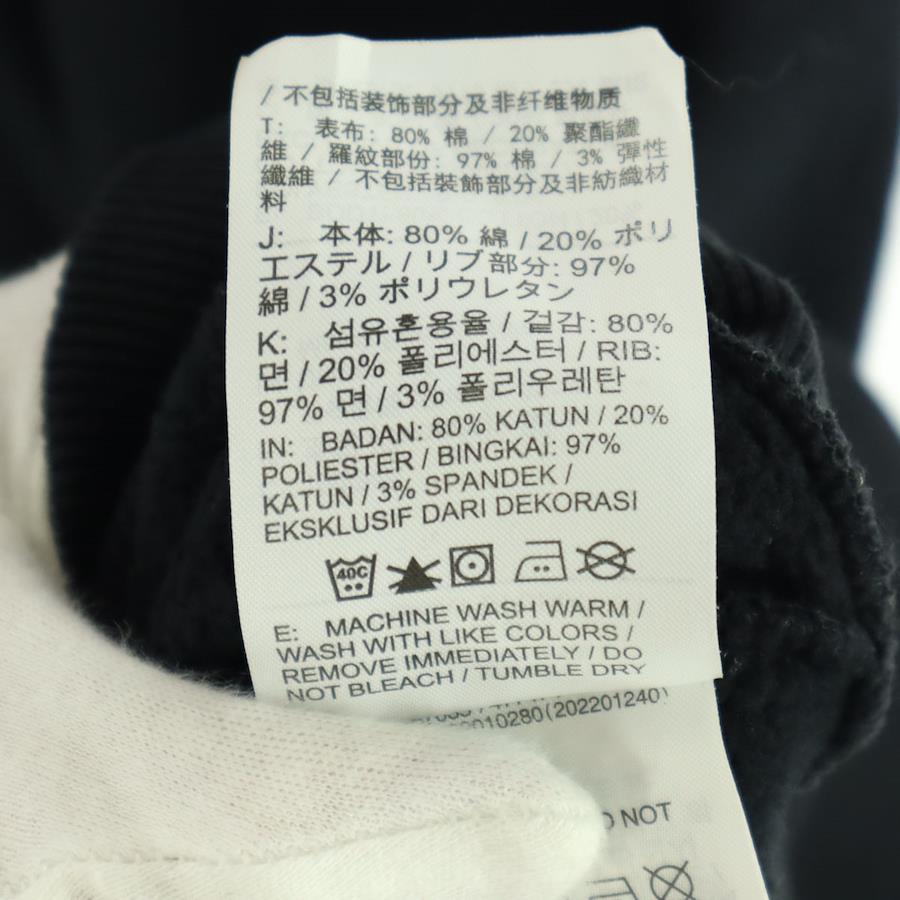 / 不包括装饰部分及非纤维物质
T: 表布: 80% 棉 / 20% 聚酯纖
維 / 羅紋部份: 97% 棉 / 3% 彈性
纖維 / 不包括裝飾部分及非紡織材
料
J: 本体: 80% 綿 / 20% ポリ
エステル / リブ部分: 97%
綿 / 3% ポリウレタン
K: 섬유혼용율 / 겉감: 80%
면 / 20% 폴리에스터 / RIB:
97% 면 / 3% 폴리우레탄
IN: BADAN: 80% KATUN / 20%
POLIESTER / BINGKAI: 97%
KATUN / 3% SPANDEK /
EKSKLUSIF DARI DEKORASI
40C
E: MACHINE WASH WARM /
WASH WITH LIKE COLORS /
REMOVE IMMEDIATELY / DO
NOT BLEACH / TUMBLE DRY
010280(202201240)
NOT